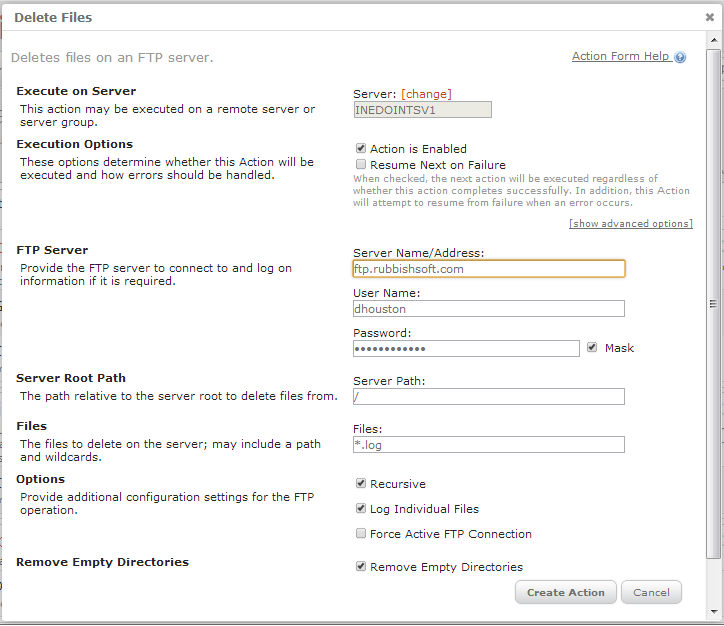 Delete Files
Deletes files on an FTP server.
Action Form Help
Execute on Server
This action may be executed on a remote server or
server group.
Server: [change]
INEDOINTSV1
Execution Options
These options determine whether this Action will be
executed and how errors should be handled.
Action is Enabled
Resume Next on Failure
When checked, the next action will be executed regardless of
whether this action completes successfully. In addition, this Action
will attempt to resume from failure when an error occurs.
[show advanced options]
FTP Server
Provide the FTP server to connect to and log on
information if it is required.
Server Name/Address:
ftp.rubbishsoft.com
User Name:
dhouston
Password:
••••••••••••
Mask
Server Root Path
The path relative to the server root to delete files from.
Server Path:
/
Files
The files to delete on the server; may include a path
and wildcards.
Files:
*.log
Options
Provide additional configuration settings for the FTP
operation.
Recursive
Log Individual Files
Force Active FTP Connection
Remove Empty Directories
Remove Empty Directories
Create Action
Cancel